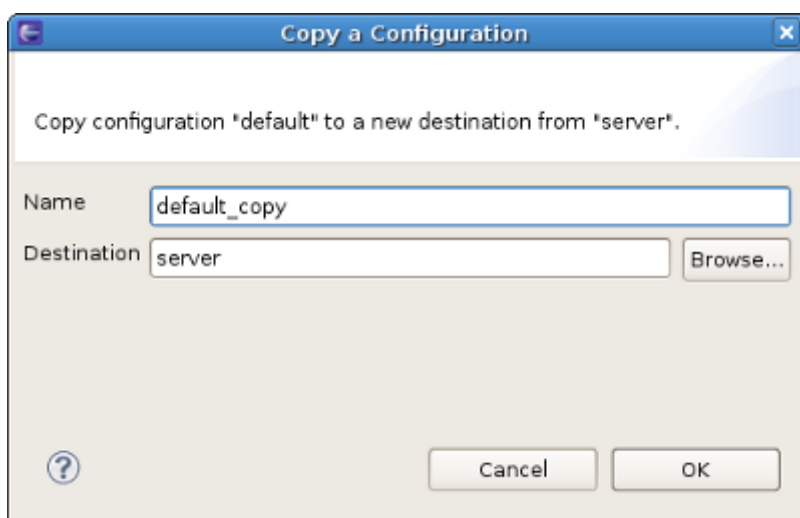 Copy a Configuration
Copy configuration "default" to a new destination from "server".
Name default_copy
Destination server Browse...
? Cancel OK